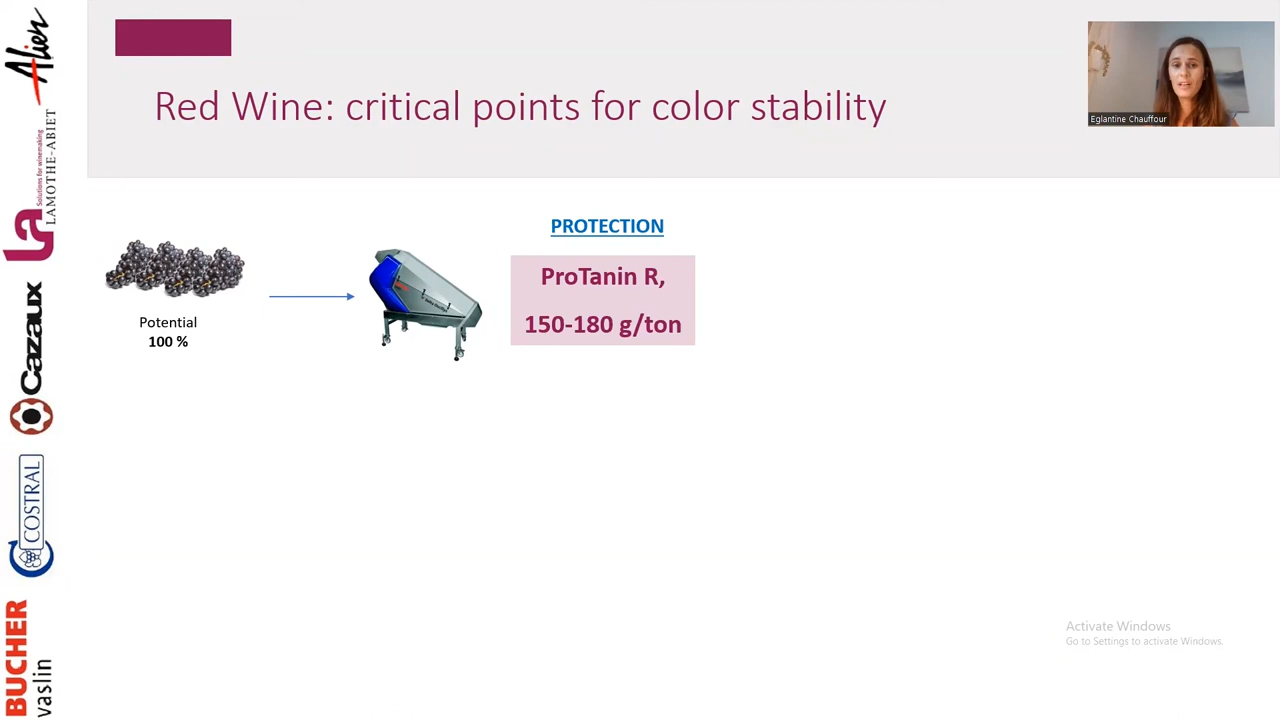 Red Wine: critical points for color stability
Eglantine Chauffour
PROTECTION
ProTanin R,
150-180 g/ton
Potential
100 %
Alien
La
Solutions for winemaking
LAMOTHE-ABIET
Cazaux
COSTRAL
BUCHER
vaslin
Activate Windows
Go to Settings to activate Windows.